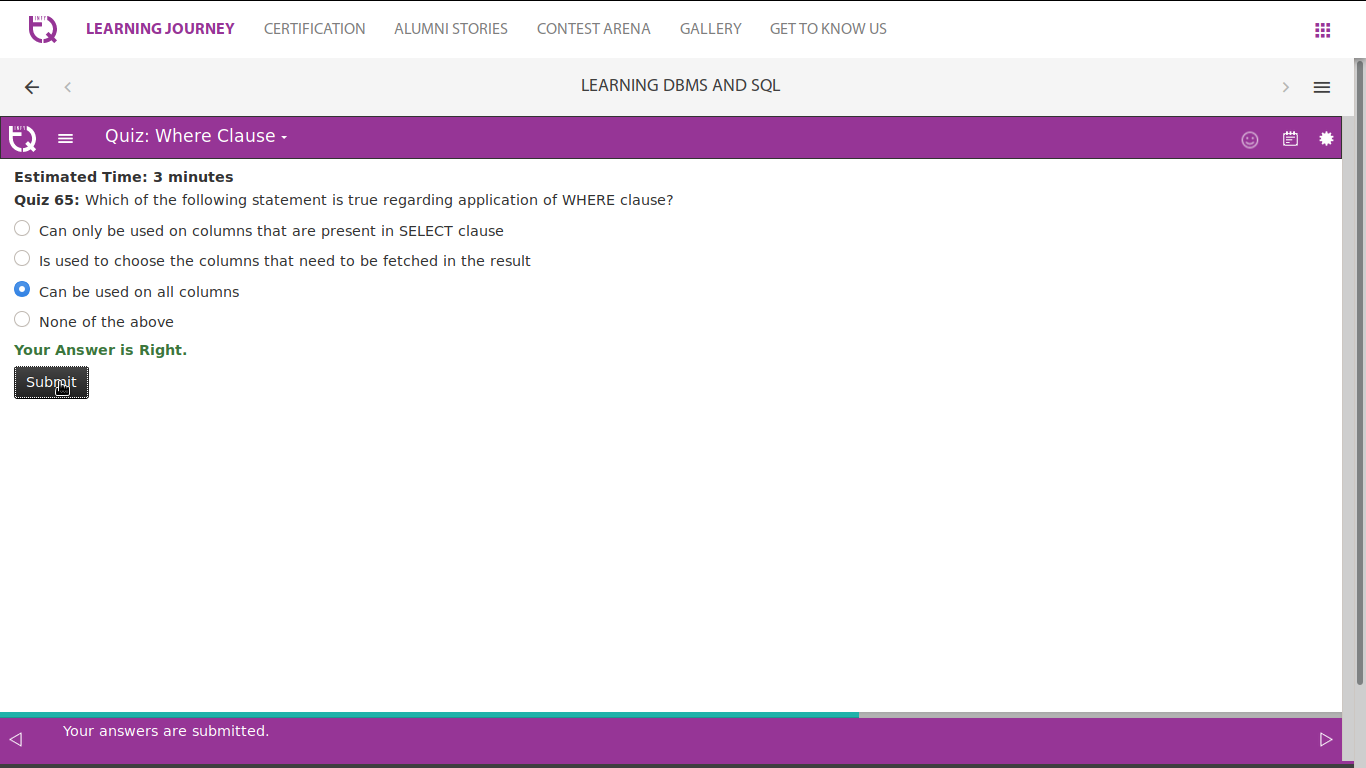 LEARNING JOURNEY CERTIFICATION ALUMNI STORIES CONTEST ARENA GALLERY GET TO KNOW US
LEARNING DBMS AND SQL
Quiz: Where Clause
Estimated Time: 3 minutes
Quiz 65: Which of the following statement is true regarding application of WHERE clause?
Can only be used on columns that are present in SELECT clause
Is used to choose the columns that need to be fetched in the result
Can be used on all columns
None of the above
Your Answer is Right.
Submit
Your answers are submitted.